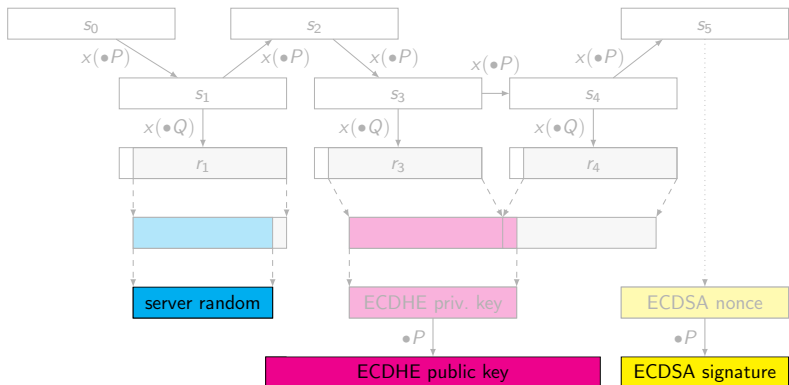 s₀ s₂ s₅
x(•P) x(•P) x(•P) x(•P) x(•P)
s₁ s₃ s₄
x(•Q) x(•Q) x(•Q)
r₁ r₃ r₄
server random ECDHE priv. key ECDSA nonce
•P •P
ECDHE public key ECDSA signature